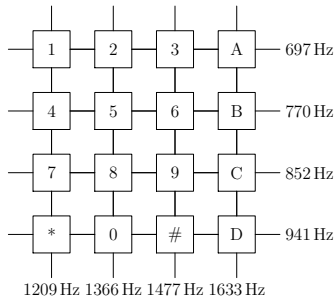 1 2 3 A 697 Hz
4 5 6 B 770 Hz
7 8 9 C 852 Hz
* 0 # D 941 Hz
1209 Hz 1366 Hz 1477 Hz 1633 Hz